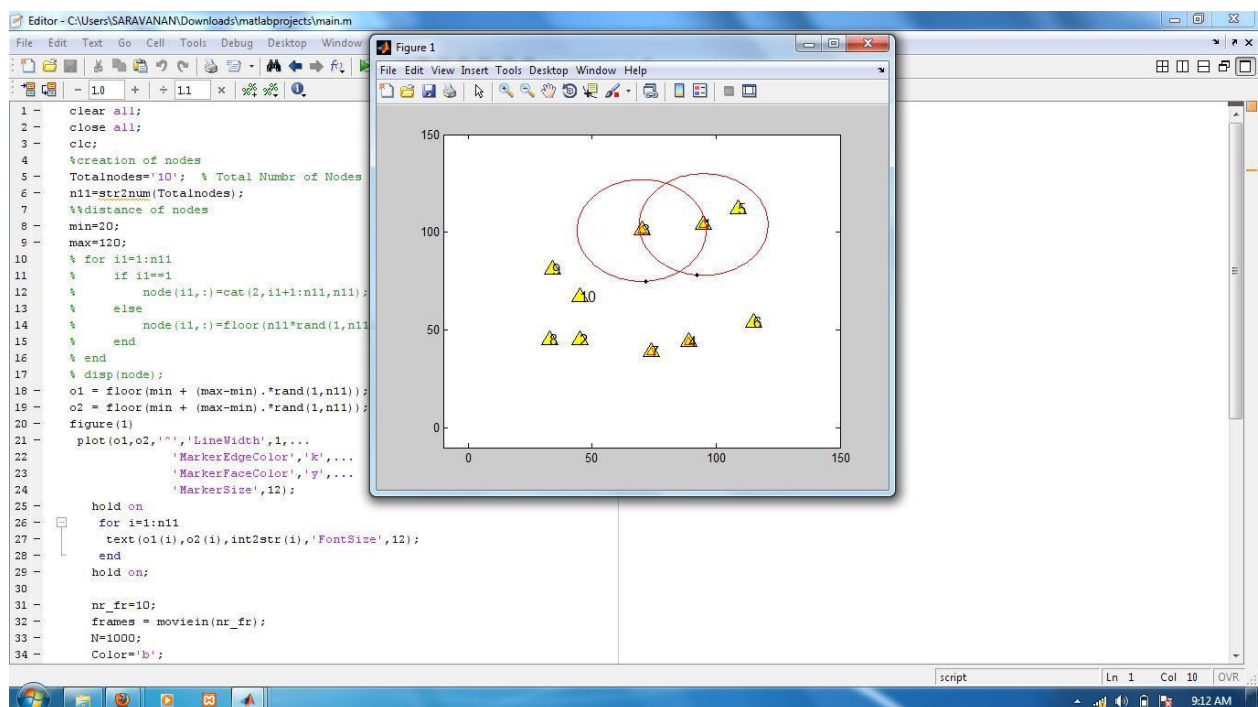 Editor - C:\Users\SARAVANAN\Downloads\matlabprojects\main.m
File Edit Text Go Cell Tools Debug Desktop Window
- 1.0 + ÷ 1.1 ×
1 - clear all;
2 - close all;
3 - clc;
4 %creation of nodes
5 - Totalnodes='10'; % Total Numbr of Nodes
6 - n11=str2num(Totalnodes);
7 %%distance of nodes
8 - min=20;
9 - max=120;
10 % for i1=1:n11
11 % if i1==1
12 % node(i1,:)=cat(2,i1+1:n11,n11);
13 % else
14 % node(i1,:)=floor(n11*rand(1,n11
15 % end
16 % end
17 % disp(node);
18 - o1 = floor(min + (max-min).*rand(1,n11));
19 - o2 = floor(min + (max-min).*rand(1,n11));
20 - figure(1)
21 - plot(o1,o2,'^','LineWidth',1,...
22 'MarkerEdgeColor','k',...
23 'MarkerFaceColor','y',...
24 'MarkerSize',12);
25 - hold on
26 - for i=1:n11
27 - text(o1(i),o2(i),int2str(i),'FontSize',12);
28 - end
29 - hold on;
30
31 - nr_fr=10;
32 - frames = moviein(nr_fr);
33 - N=1000;
34 - Color='b';
Figure 1
File Edit View Insert Tools Desktop Window Help
150
5
3 1
100
9
10
50
6
8 2 7 4
0
0 50 100 150
script Ln 1 Col 10 OVR
9:12 AM